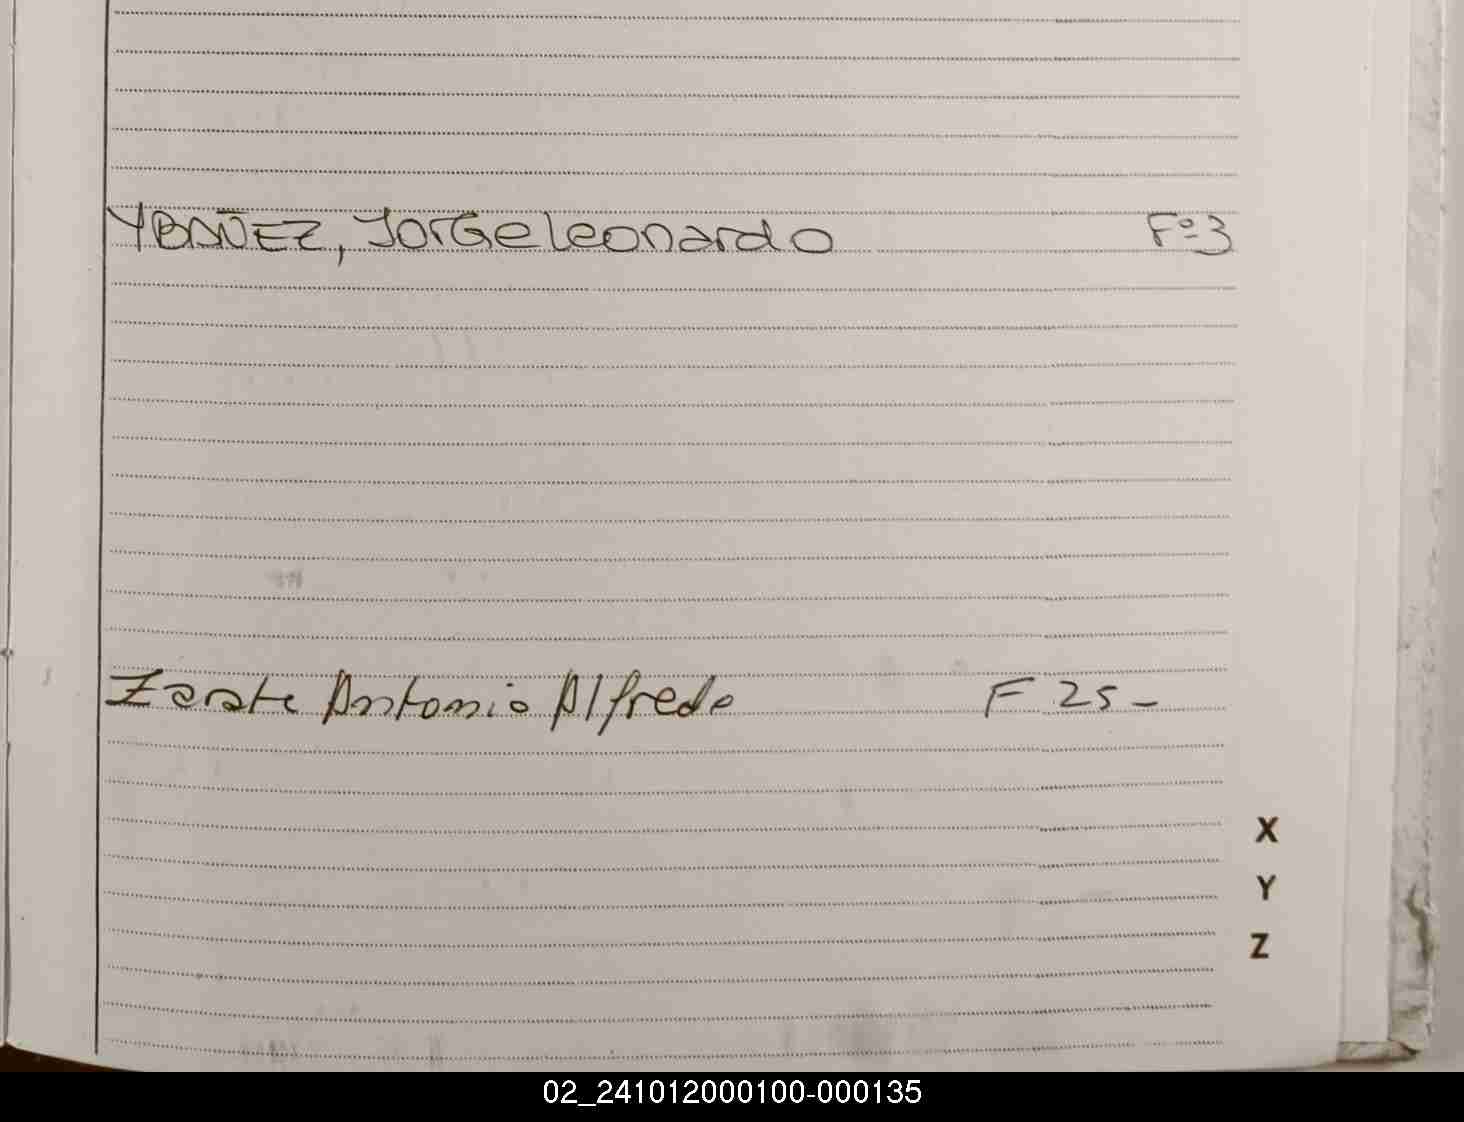 YBAÑEZ, Jorge leonardo F° 3
Zarate Antonio Alfredo F 25 -
X
Y
Z
02_241012000100-000135